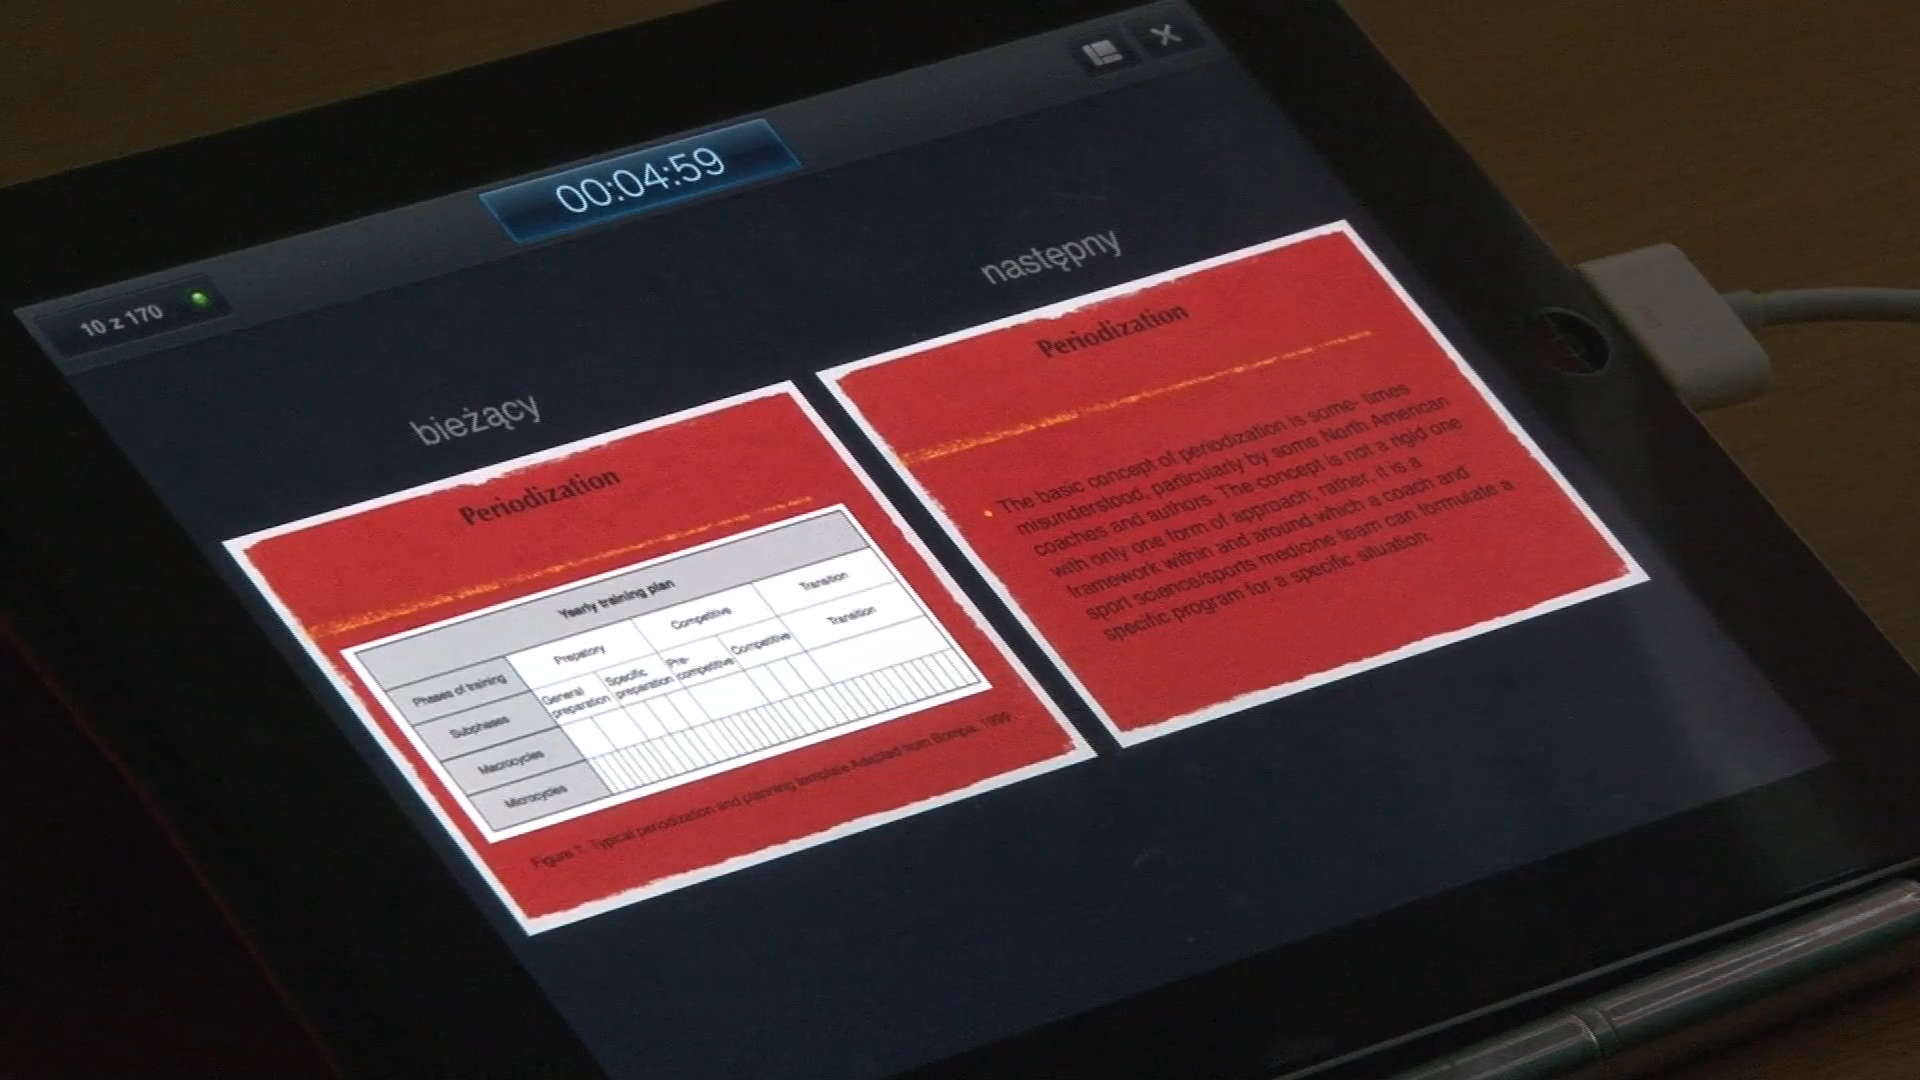 00:04:59
10 z 170
bieżący
następny
Periodization
Yearly training plan
Phases of training
Prepatory
Competitive
Transition
Subphases
General preparation
Specific preparation
Pre-competitive
Competitive
Transition
Macrocycles
Microcycles
Figure 1. Typical periodization and planning template Adapted from Bompa. 1999
Periodization
The basic concept of periodization is some- times
misunderstood, particularly by some North American
coaches and authors. The concept is not a rigid one
with only one form of approach; rather, it is a
framework within and around which a coach and
sport science/sports medicine team can formulate a
specific program for a specific situation.